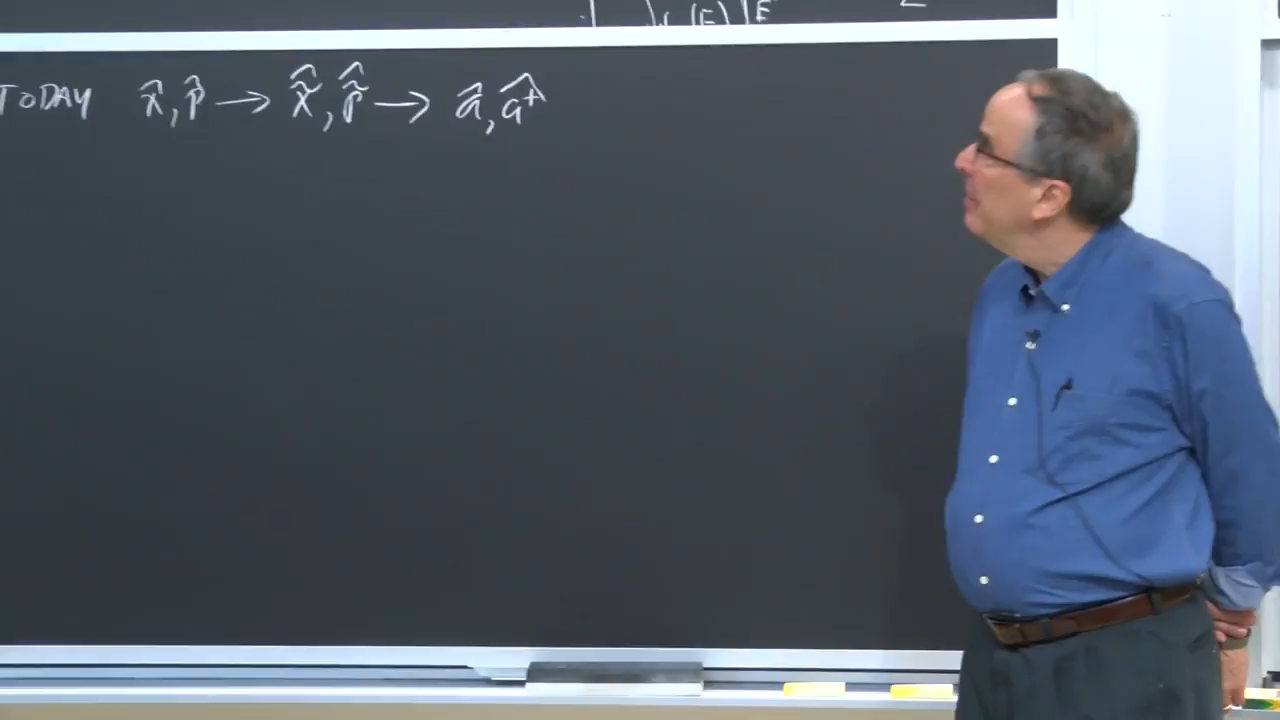 TODAY x̂, p̂ → x̃̂, p̃̂ → â, â†